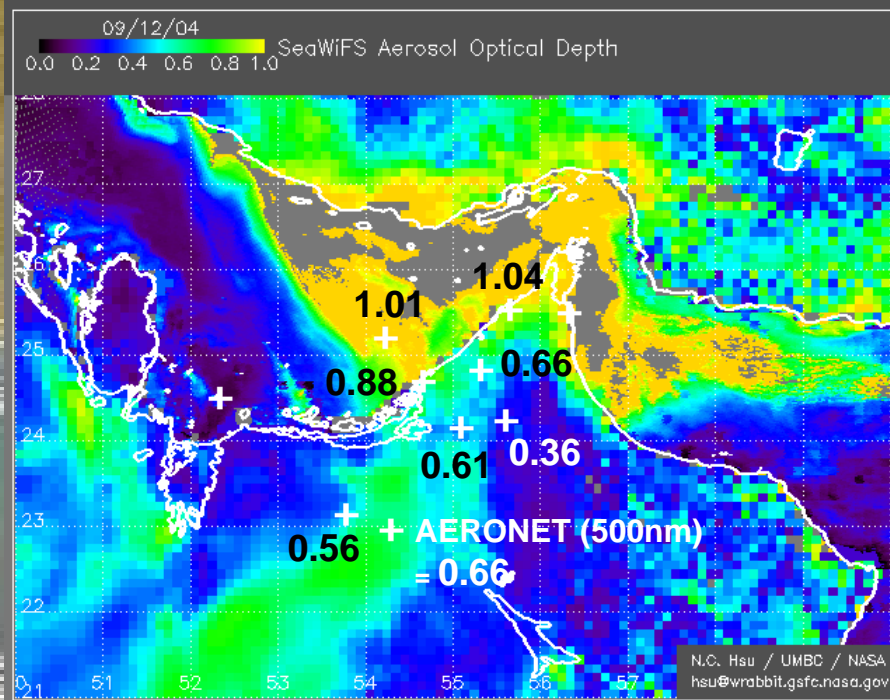 09/12/04
SeaWiFS Aerosol Optical Depth
0.0 0.2 0.4 0.6 0.8 1.0
27
26
1.04
1.01
25
0.66
0.88
24
0.36
0.61
23
AERONET (500nm)
0.56
= 0.66
22
N.C. Hsu / UMBC / NASA
hsu@wrabbit.gsfc.nasa.gov
21
51 52 53 54 55 56 57